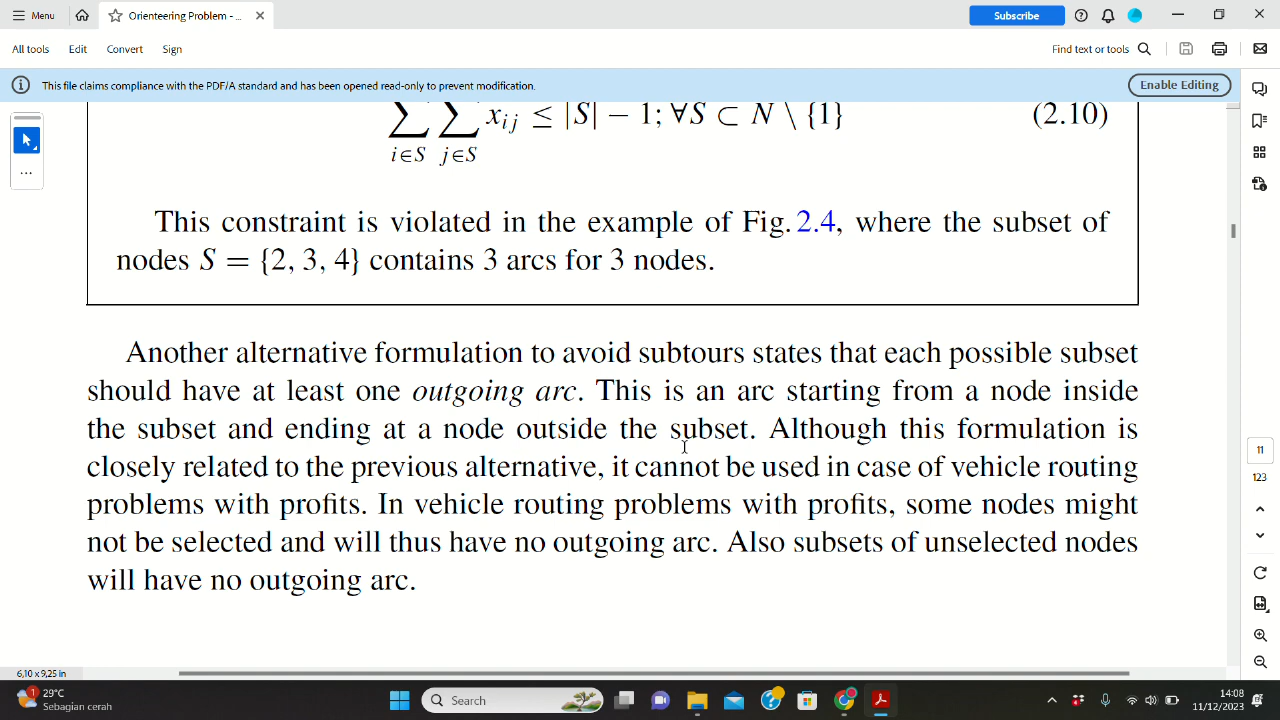 Menu
Orienteering Problem - ...
Subscribe
All tools
Edit
Convert
Sign
Find text or tools
This file claims compliance with the PDF/A standard and has been opened read-only to prevent modification.
Enable Editing
∑ ∑ x_ij ≤ |S| − 1; ∀S ⊂ N \ {1} (2.10)
i∈S j∈S
This constraint is violated in the example of Fig. 2.4, where the subset of
nodes S = {2, 3, 4} contains 3 arcs for 3 nodes.
Another alternative formulation to avoid subtours states that each possible subset
should have at least one outgoing arc. This is an arc starting from a node inside
the subset and ending at a node outside the subset. Although this formulation is
closely related to the previous alternative, it cannot be used in case of vehicle routing
problems with profits. In vehicle routing problems with profits, some nodes might
not be selected and will thus have no outgoing arc. Also subsets of unselected nodes
will have no outgoing arc.
11
123
6,10 x 9,25 in
1
29°C
Sebagian cerah
Search
14:08
11/12/2023